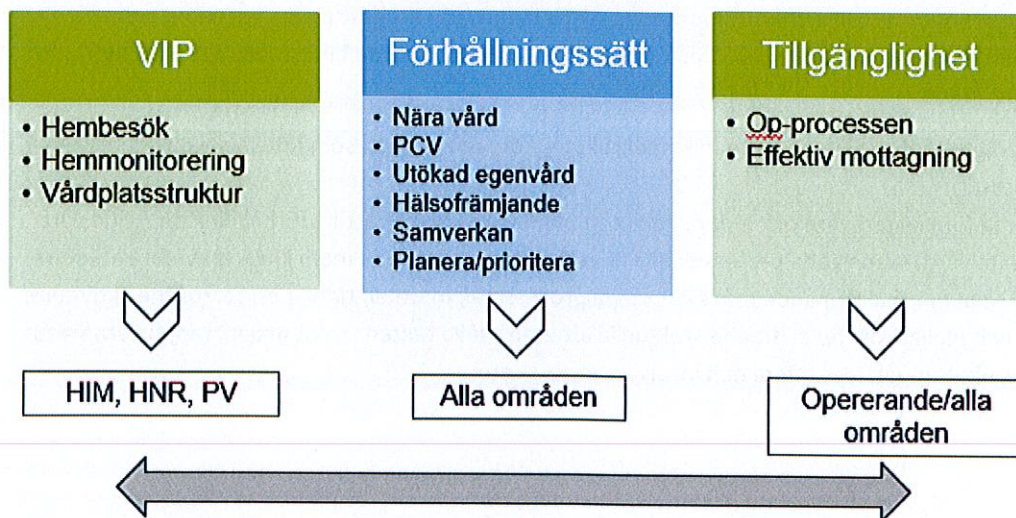 VIP
• Hembesök
• Hemmonitorering
• Vårdplatsstruktur
HIM, HNR, PV
Förhållningssätt
• Nära vård
• PCV
• Utökad egenvård
• Hälsofrämjande
• Samverkan
• Planera/prioritera
Alla områden
Tillgänglighet
• Op-processen
• Effektiv mottagning
Opererande/alla
områden